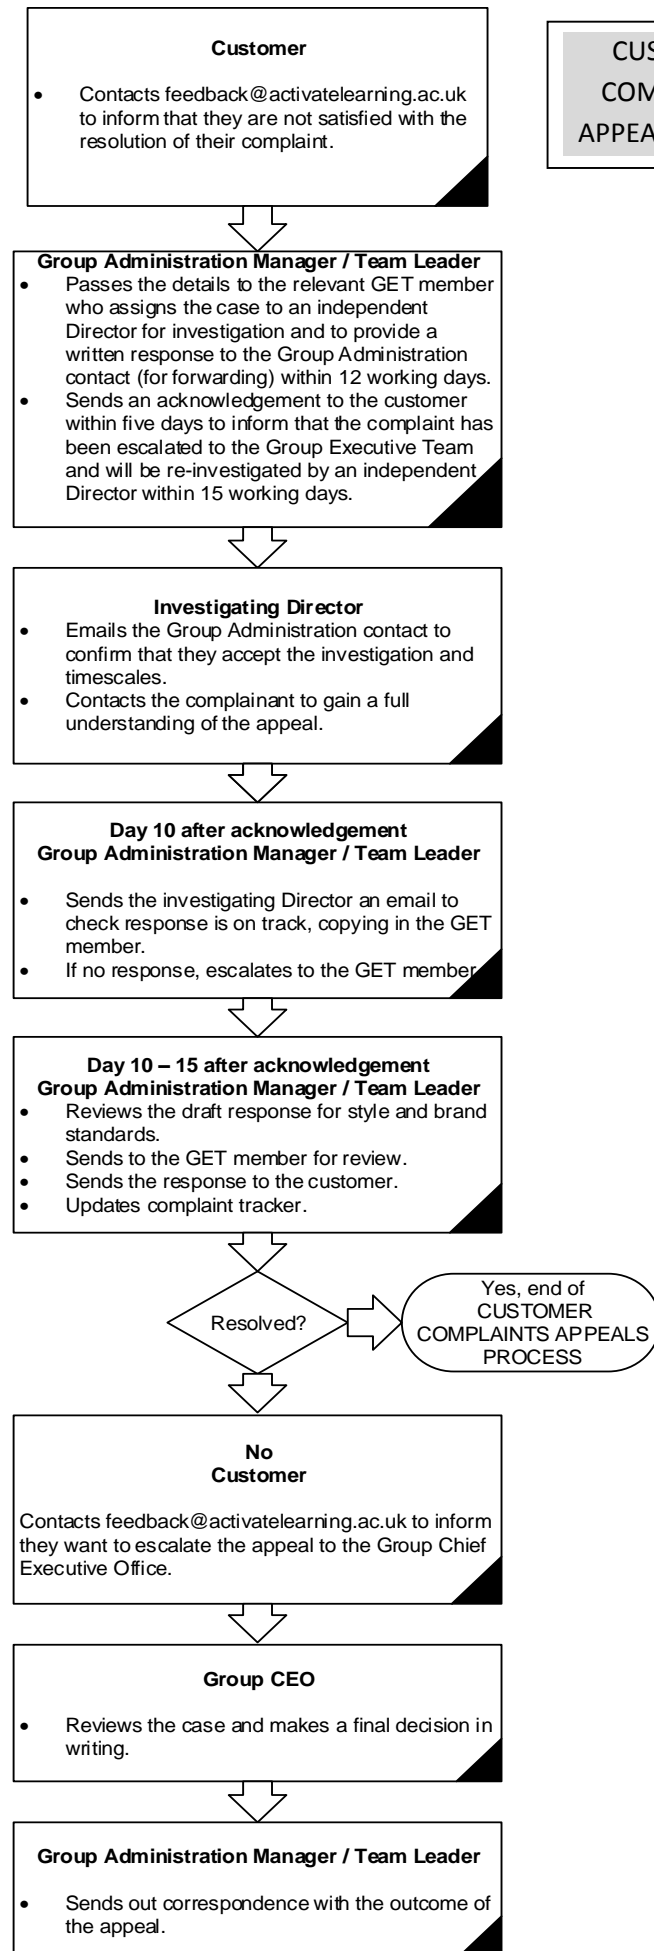 Customer
• Contacts feedback@activatelearning.ac.uk
to inform that they are not satisfied with the
resolution of their complaint.
CUS
COM
APPEA
Group Administration Manager / Team Leader
• Passes the details to the relevant GET member
who assigns the case to an independent
Director for investigation and to provide a
written response to the Group Administration
contact (for forwarding) within 12 working days.
• Sends an acknowledgement to the customer
within five days to inform that the complaint has
been escalated to the Group Executive Team
and will be re-investigated by an independent
Director within 15 working days.
Investigating Director
• Emails the Group Administration contact to
confirm that they accept the investigation and
timescales.
• Contacts the complainant to gain a full
understanding of the appeal.
Day 10 after acknowledgement
Group Administration Manager / Team Leader
• Sends the investigating Director an email to
check response is on track, copying in the GET
member.
• If no response, escalates to the GET member
Day 10 – 15 after acknowledgement
Group Administration Manager / Team Leader
• Reviews the draft response for style and brand
standards.
• Sends to the GET member for review.
• Sends the response to the customer.
• Updates complaint tracker.
Resolved?
Yes, end of
CUSTOMER
COMPLAINTS APPEALS
PROCESS
No
Customer
Contacts feedback@activatelearning.ac.uk to inform
they want to escalate the appeal to the Group Chief
Executive Office.
Group CEO
• Reviews the case and makes a final decision in
writing.
Group Administration Manager / Team Leader
• Sends out correspondence with the outcome of
the appeal.